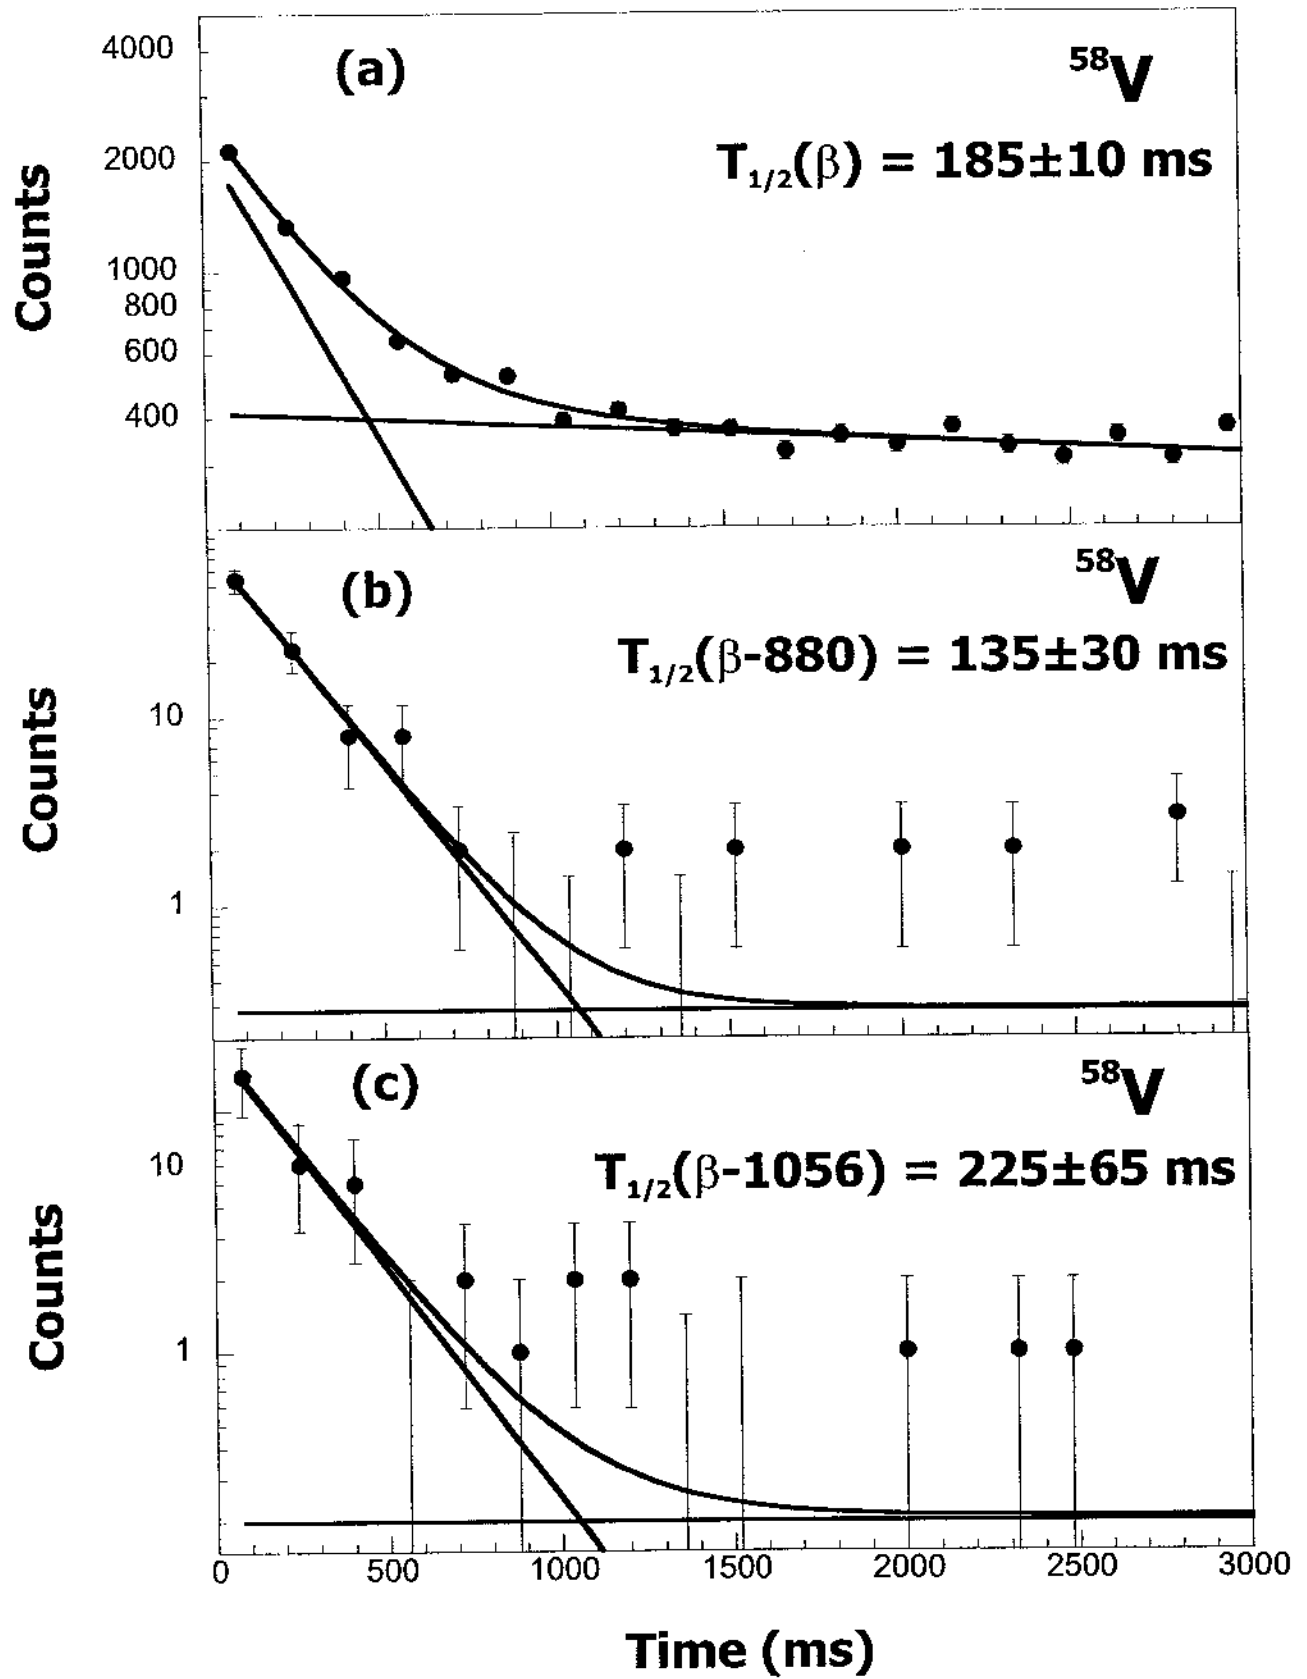 (a)
⁵⁸V
T₁/₂(β) = 185±10 ms
Counts
4000
2000
1000
800
600
400
(b)
⁵⁸V
T₁/₂(β-880) = 135±30 ms
Counts
10
1
(c)
⁵⁸V
T₁/₂(β-1056) = 225±65 ms
Counts
10
1
0 500 1000 1500 2000 2500 3000
Time (ms)